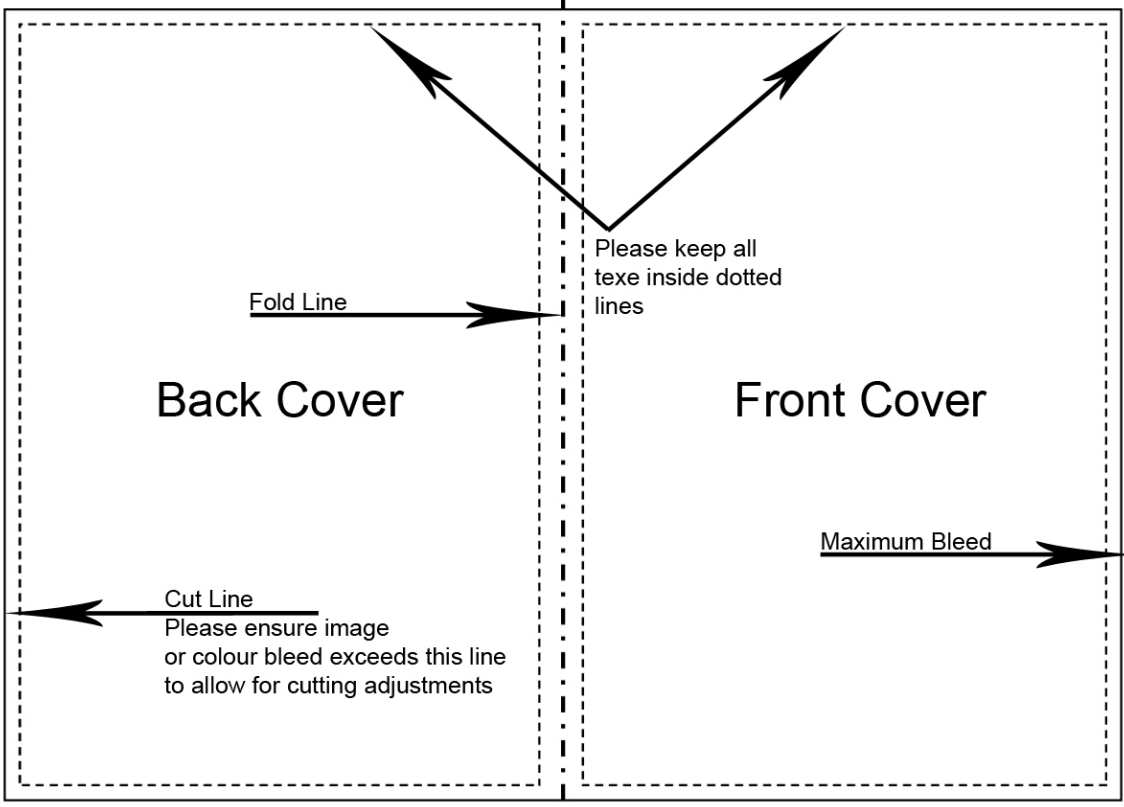 Please keep all
texe inside dotted
lines
Fold Line
Back Cover
Front Cover
Maximum Bleed
Cut Line
Please ensure image
or colour bleed exceeds this line
to allow for cutting adjustments